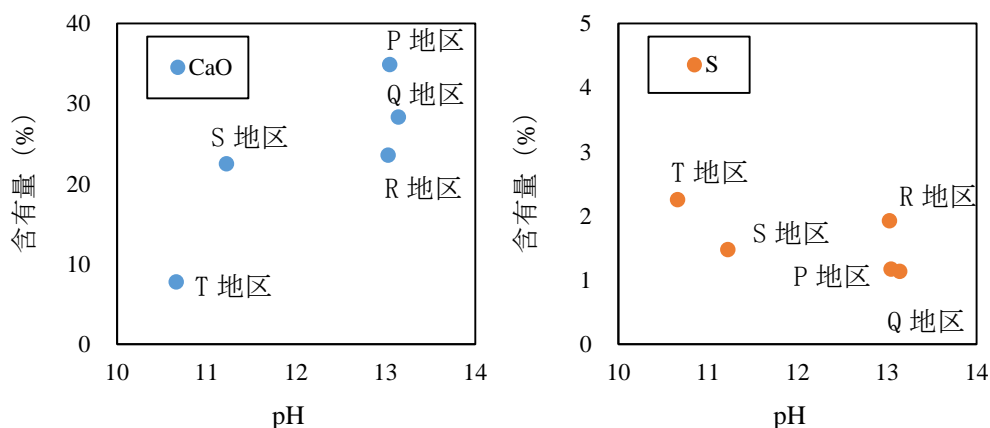 40
30
20
10
0
含有量（%）
CaO
P 地区
Q 地区
S 地区
R 地区
T 地区
10 11 12 13 14
pH
5
4
3
2
1
0
含有量（%）
S
T 地区
R 地区
S 地区
P 地区
Q 地区
10 11 12 13 14
pH